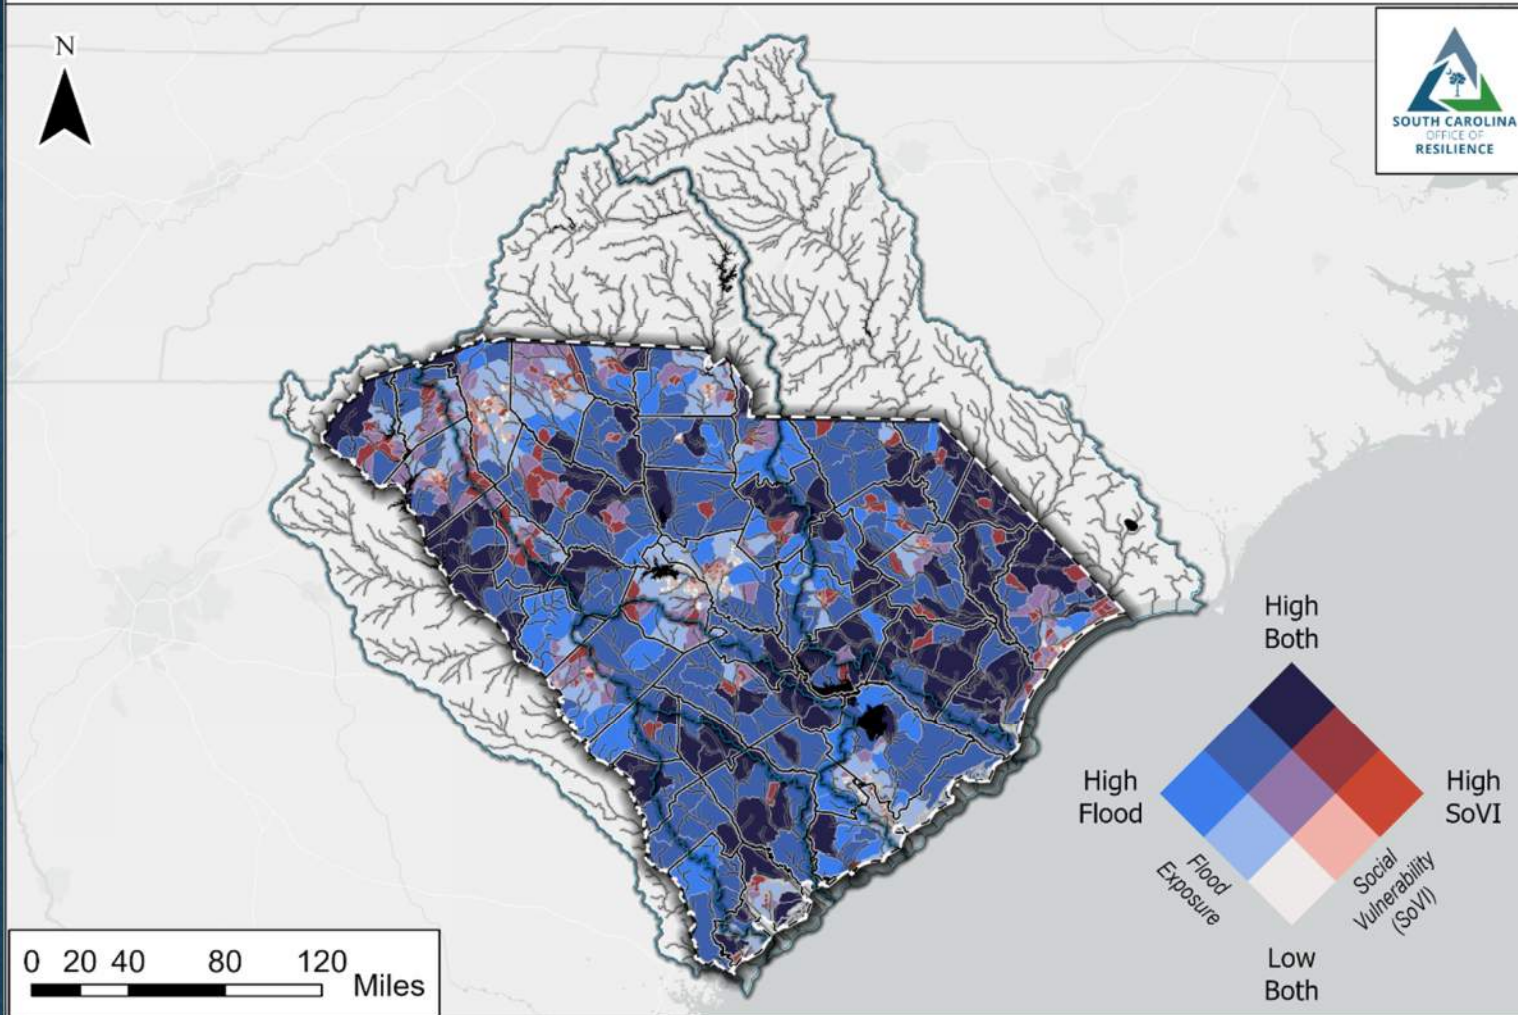 N
SOUTH CAROLINA
OFFICE OF
RESILIENCE
High
Both
High
Flood
High
SoVI
Flood
Exposure
Social
Vulnerability
(SoVI)
Low
Both
0 20 40 80 120
Miles